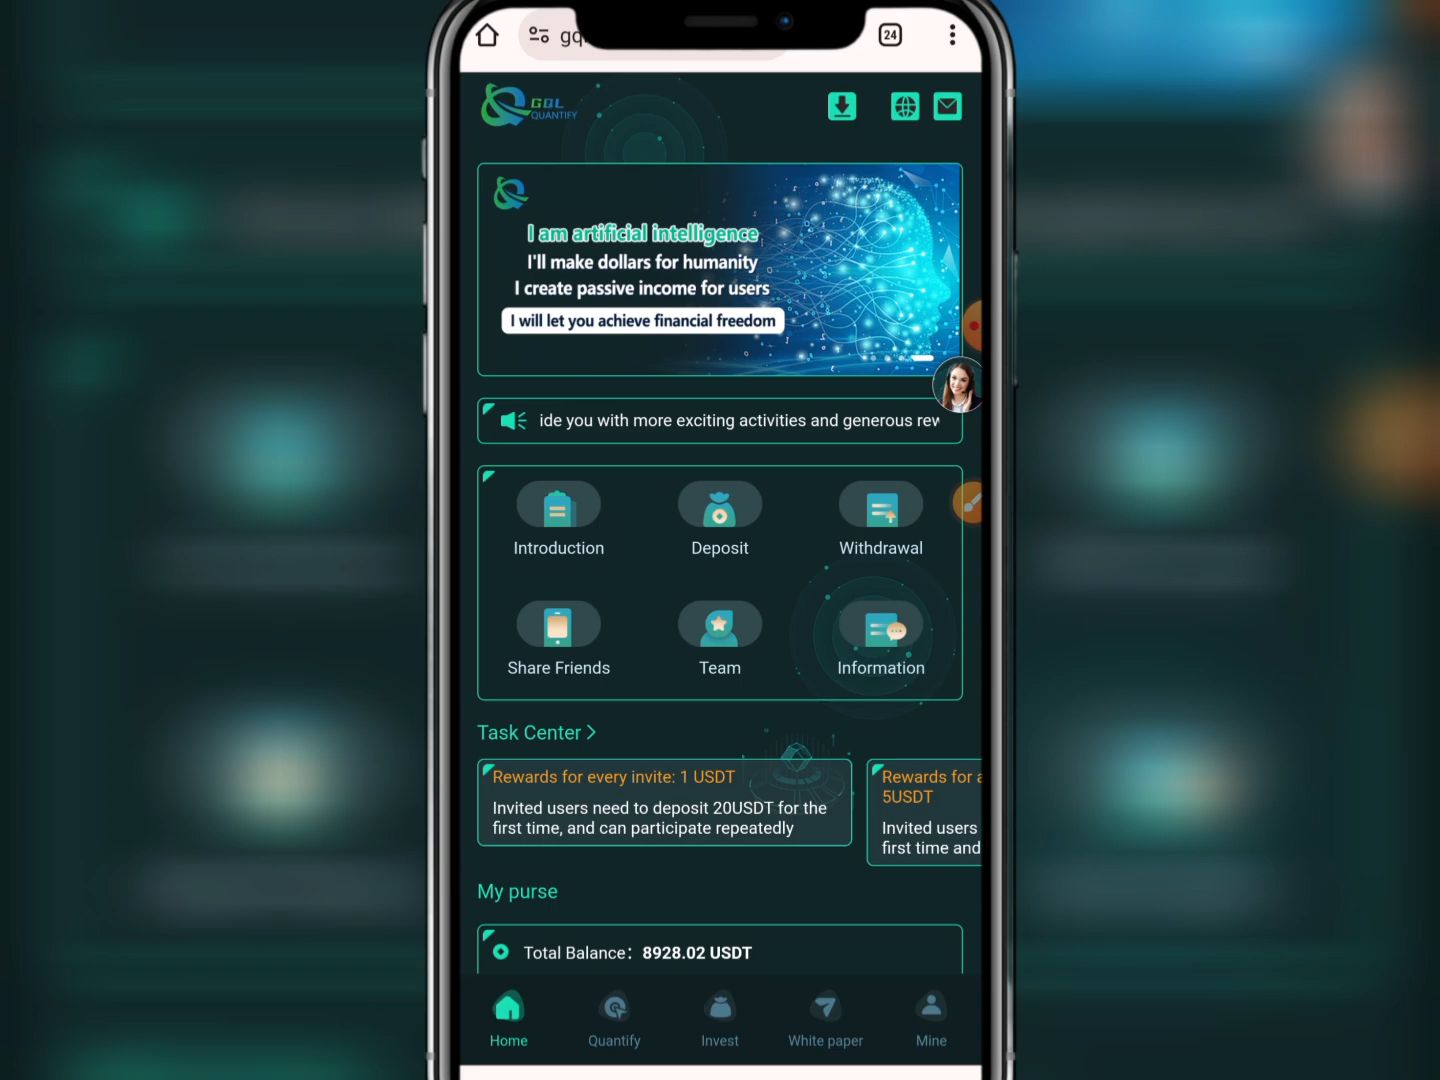 24
GQL
QUANTIFY
I am artificial intelligence
I'll make dollars for humanity
I create passive income for users
I will let you achieve financial freedom
ide you with more exciting activities and generous rew
Introduction
Deposit
Withdrawal
Share Friends
Team
Information
Task Center
Rewards for every invite: 1 USDT
Invited users need to deposit 20USDT for the
first time, and can participate repeatedly
Rewards for a
5USDT
Invited users
first time and
My purse
Total Balance: 8928.02 USDT
Home
Quantify
Invest
White paper
Mine